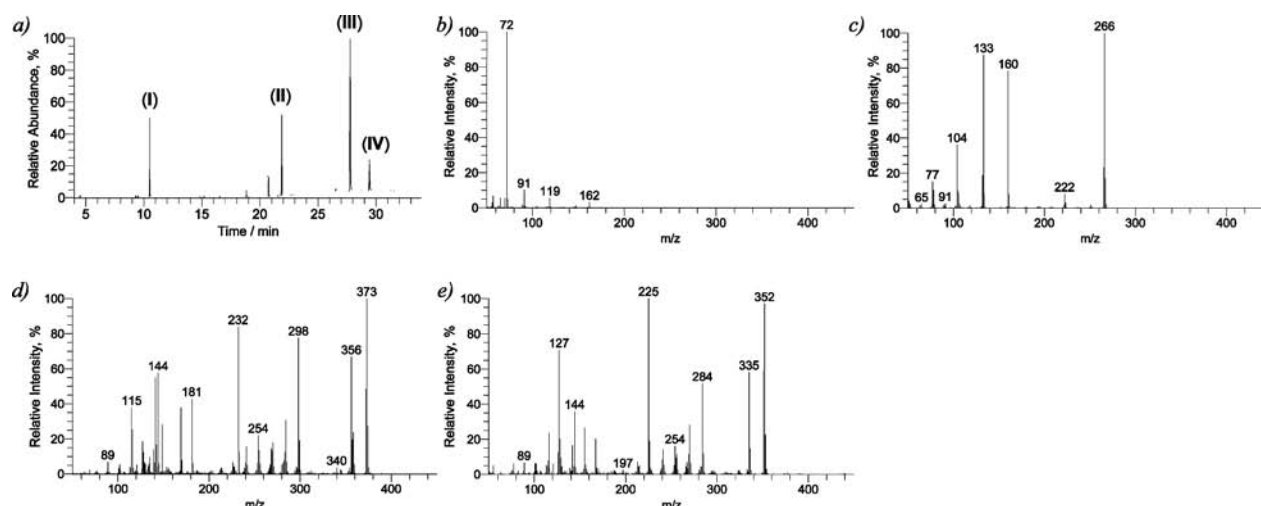 a)
Relative Abundance, %
100
80
60
40
20
0
5 10 15 20 25 30
Time / min
(I)
(II)
(III)
(IV)
b)
Relative Intensity, %
100
80
60
40
20
0
100 200 300 400
m/z
72
91
119
162
c)
Relative Intensity, %
100
80
60
40
20
0
100 200 300 400
m/z
65
77
91
104
133
160
222
266
d)
Relative Intensity, %
100
80
60
40
20
0
100 200 300 400
m/z
89
115
144
181
232
254
298
340
356
373
e)
Relative Intensity, %
100
80
60
40
20
0
100 200 300 400
m/z
89
127
144
197
225
254
284
335
352